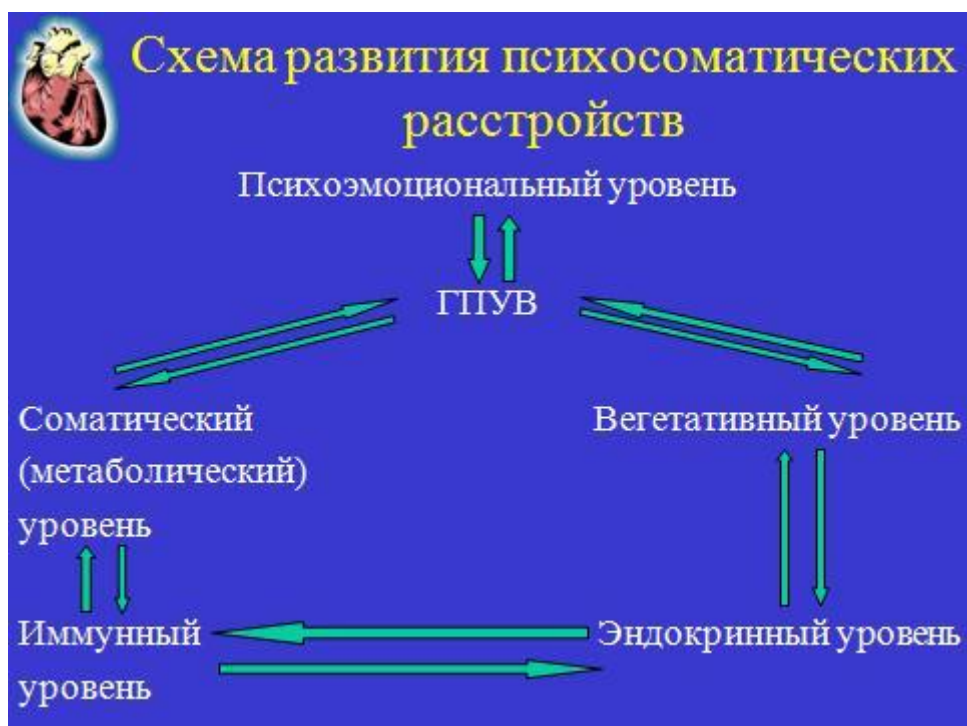 Схема развития психосоматических
расстройств
Психоэмоциональный уровень
ГПУВ
Соматический
(метаболический)
уровень
Вегетативный уровень
Иммунный
уровень
Эндокринный уровень